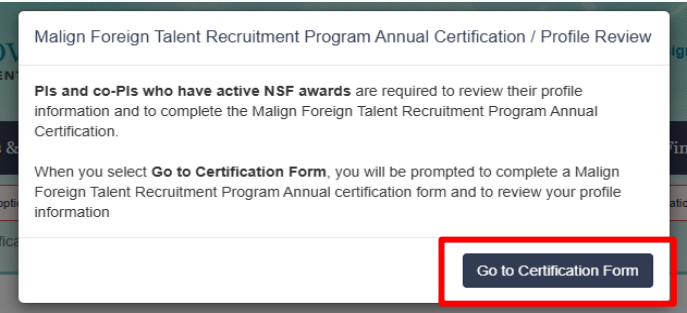 Malign Foreign Talent Recruitment Program Annual Certification / Profile Review
PIs and co-PIs who have active NSF awards are required to review their profile
information and to complete the Malign Foreign Talent Recruitment Program Annual
Certification.
When you select Go to Certification Form, you will be prompted to complete a Malign
Foreign Talent Recruitment Program Annual certification form and to review your profile
information
Go to Certification Form